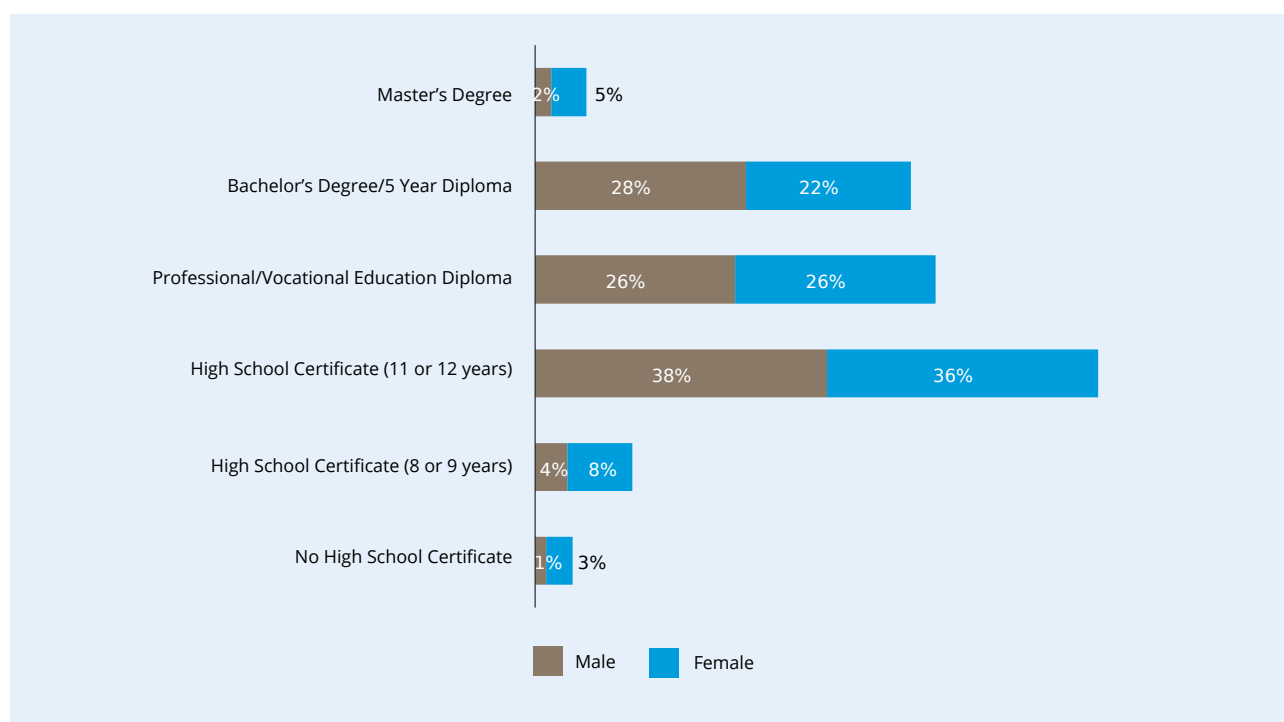 Master’s Degree
2% 5%
Bachelor’s Degree/5 Year Diploma
28% 22%
Professional/Vocational Education Diploma
26% 26%
High School Certificate (11 or 12 years)
38% 36%
High School Certificate (8 or 9 years)
4% 8%
No High School Certificate
1% 3%
Male Female